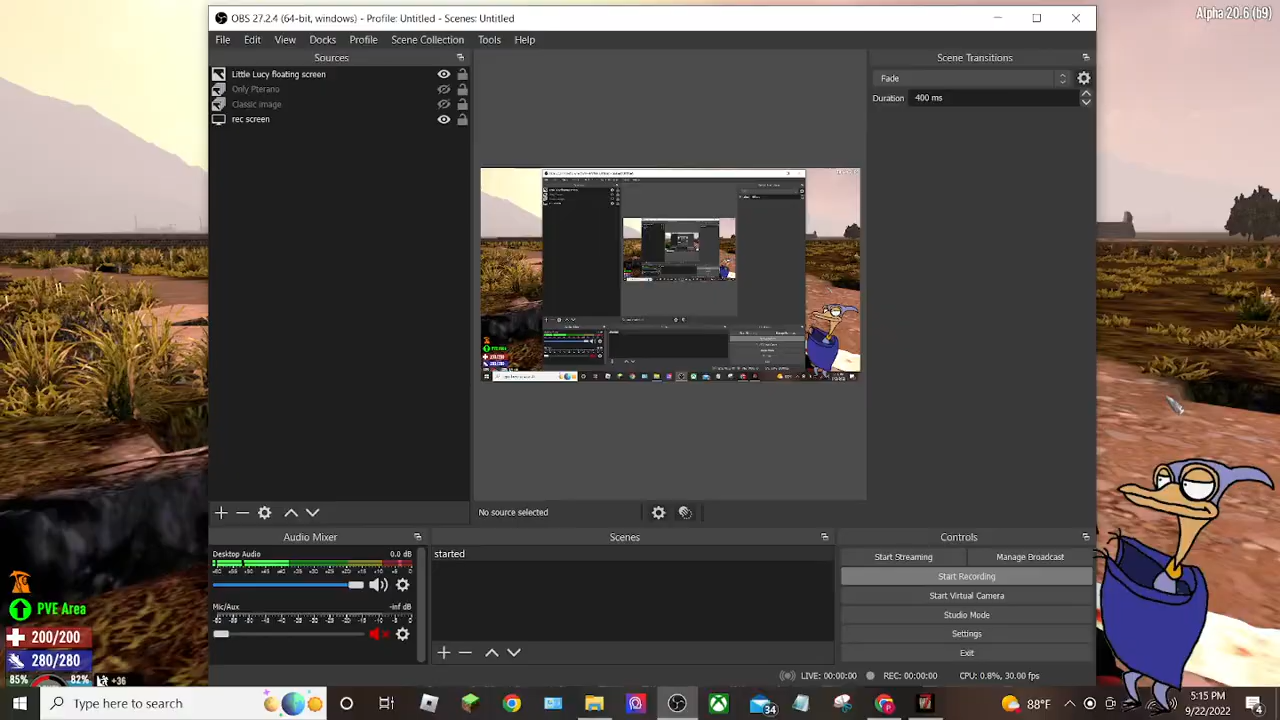 OBS 27.2.4 (64-bit, windows) - Profile: Untitled - Scenes: Untitled
Alpha 20.6 (b9)
File Edit View Docks Profile Scene Collection Tools Help
Sources
Scene Transitions
Little Lucy floating screen
Only Pterano
Classic image
rec screen
Fade
Duration 400 ms
No source selected
Audio Mixer
Scenes
Controls
Desktop Audio 0.0 dB
Mic/Aux -inf dB
started
Start Streaming Manage Broadcast
Start Recording
Start Virtual Camera
Studio Mode
Settings
Exit
LIVE: 00:00:00 REC: 00:00:00 CPU: 0.8%, 30.00 fps
PVE Area
200/200
280/280
85% 82% +36
Type here to search
34
88°F
5:15 PM
9/22/2022
4